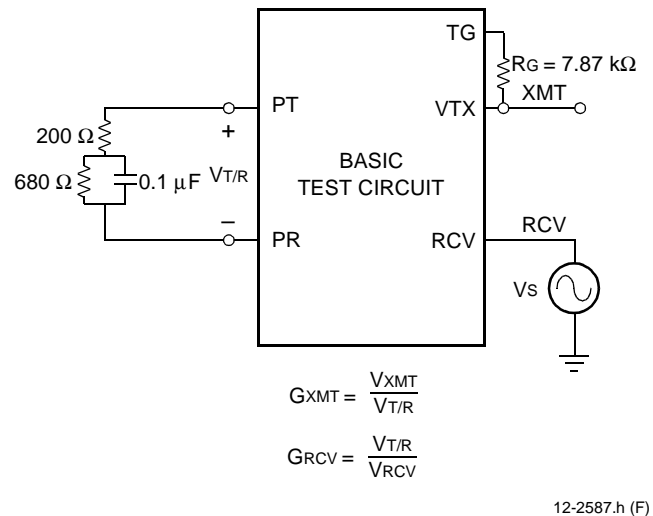 TG
RG = 7.87 kΩ
XMT
VTX
PT
+
200 Ω
680 Ω
0.1 μF
VT/R
BASIC
TEST CIRCUIT
−
PR
RCV
RCV
VS
GXMT = VXMT
VT/R
GRCV = VT/R
VRCV
12-2587.h (F)